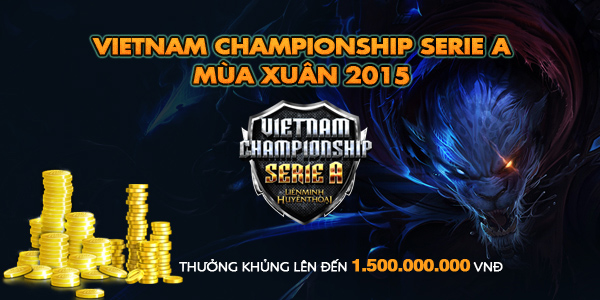 VIETNAM CHAMPIONSHIP SERIE A
MÙA XUÂN 2015
VIETNAM
CHAMPIONSHIP
SERIE A
LIÊN MINH
HUYỀN THOẠI
THƯỞNG KHỦNG LÊN ĐẾN 1.500.000.000 VNĐ